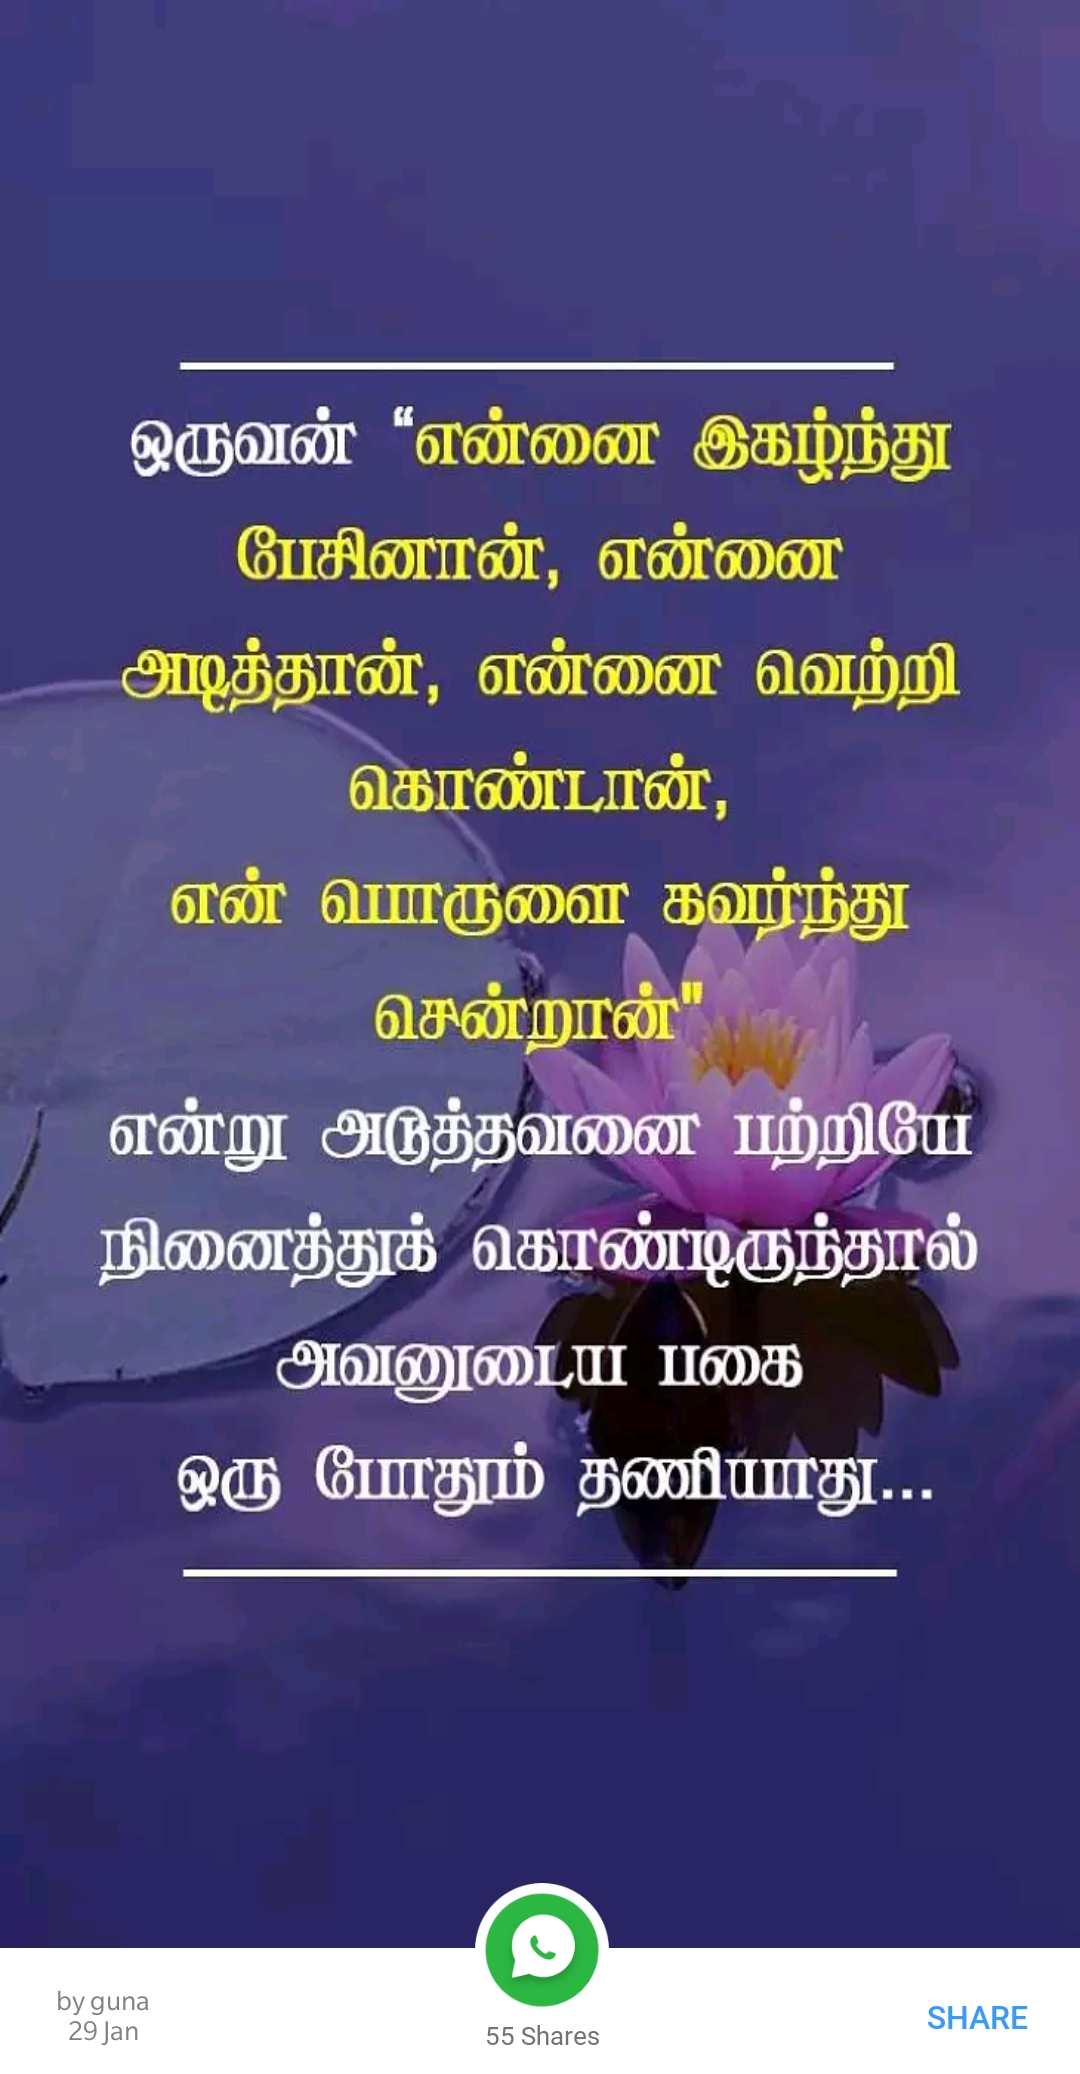 ஒருவன் “என்னை இகழ்ந்து
பேசினான், என்னை
அடித்தான், என்னை வெற்றி
கொண்டான்,
என் பொருளை கவர்ந்து
சென்றான்"
என்று அடுத்தவனை பற்றியே
நினைத்துக் கொண்டிருந்தால்
அவனுடைய பகை
ஒரு போதும் தணியாது...
by guna
29 Jan
55 Shares
SHARE